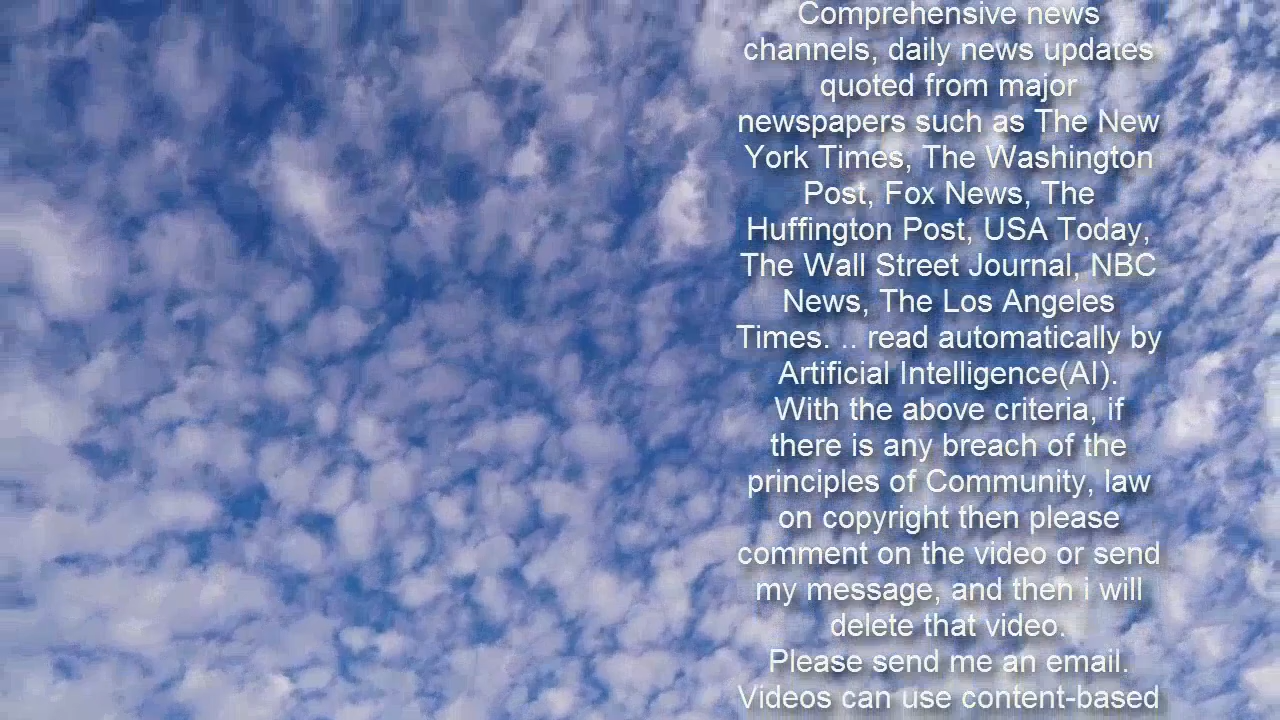 Comprehensive news
channels, daily news updates
quoted from major
newspapers such as The New
York Times, The Washington
Post, Fox News, The
Huffington Post, USA Today,
The Wall Street Journal, NBC
News, The Los Angeles
Times. .. read automatically by
Artificial Intelligence(AI).
With the above criteria, if
there is any breach of the
principles of Community, law
on copyright then please
comment on the video or send
my message, and then i will
delete that video.
Please send me an email.
Videos can use content-based